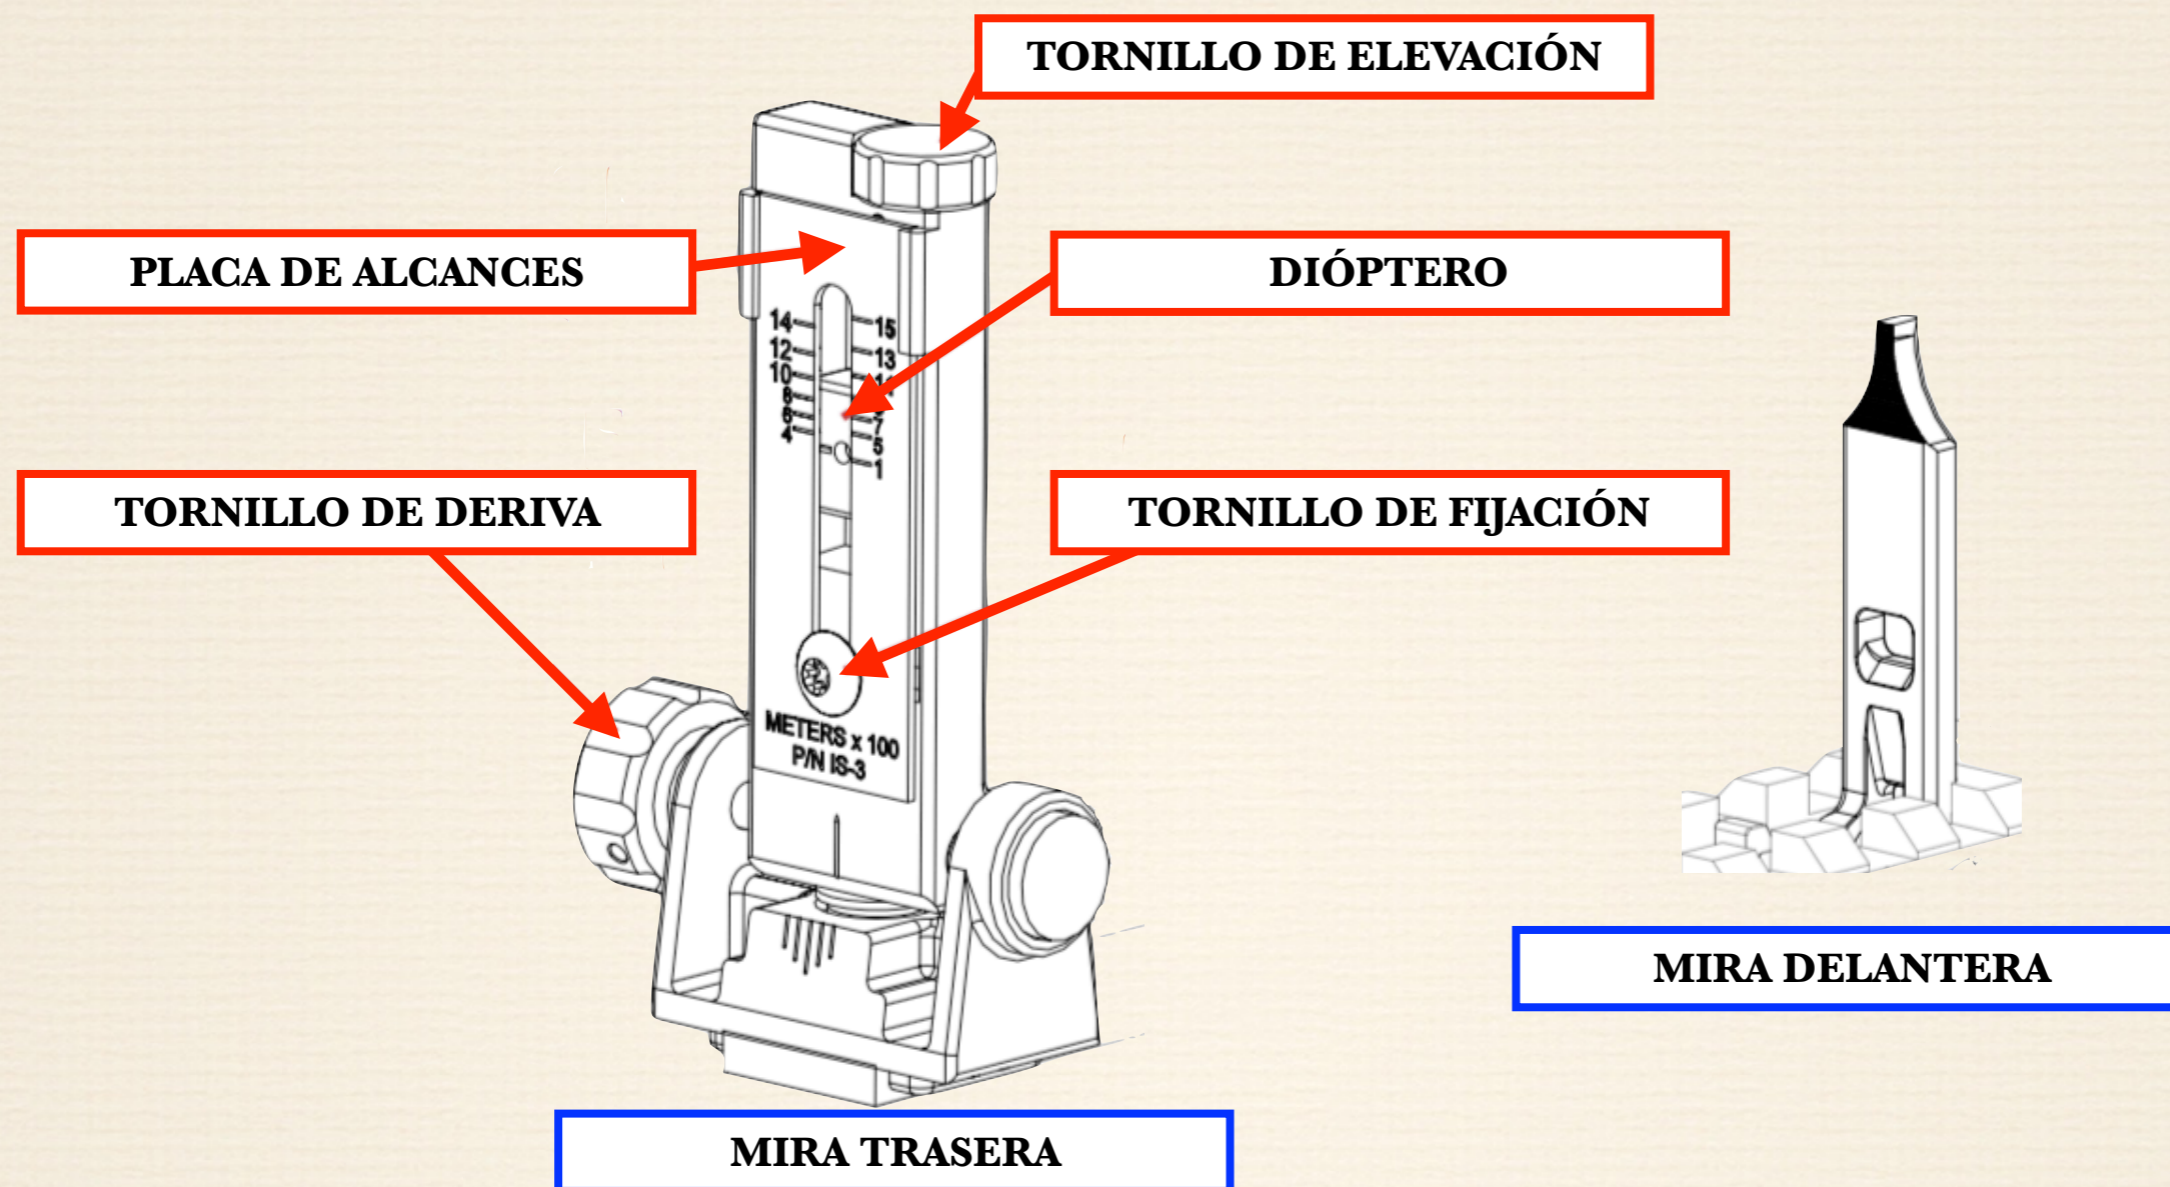 TORNILLO DE ELEVACIÓN
PLACA DE ALCANCES
DIÓPTERO
14 15
12 13
10
8
6 7
4 5
1
TORNILLO DE DERIVA
TORNILLO DE FIJACIÓN
METERS x 100
P/N IS-3
MIRA DELANTERA
MIRA TRASERA